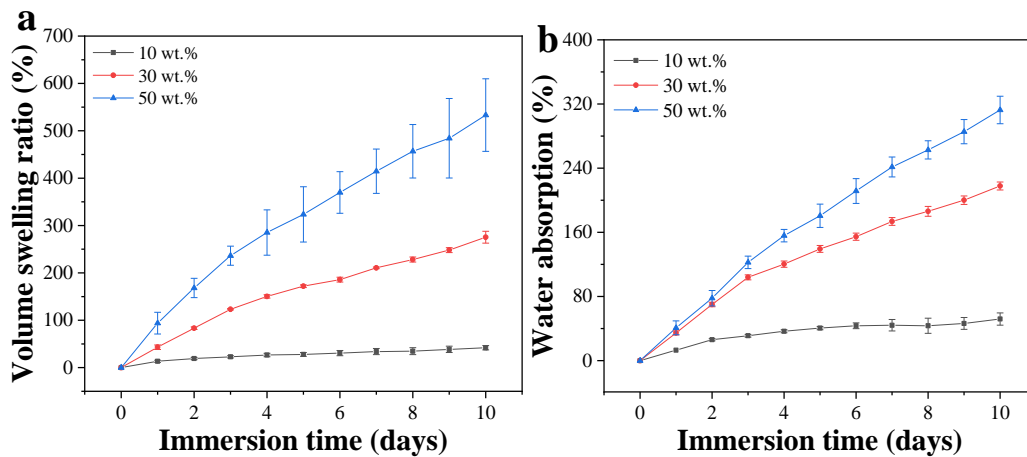 a
Volume swelling ratio (%)
700
600
500
400
300
200
100
0
10 wt.%
30 wt.%
50 wt.%
0 2 4 6 8 10
Immersion time (days)
b
Water absorption (%)
400
320
240
160
80
0
10 wt.%
30 wt.%
50 wt.%
0 2 4 6 8 10
Immersion time (days)